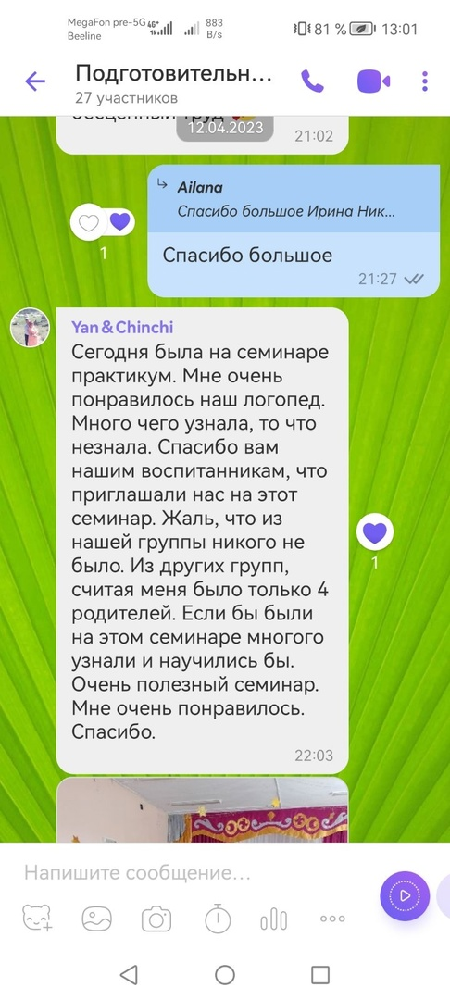 MegaFon pre-5G 4G+ 883 81 % 13:01
Beeline B/s
Подготовительн...
27 участников
12.04.2023
21:02
Ailana
Спасибо большое Ирина Ник...
Спасибо большое
1
21:27
Yan & Chinchi
Сегодня была на семинаре
практикум. Мне очень
понравилось наш логопед.
Много чего узнала, то что
незнала. Спасибо вам
нашим воспитанникам, что
приглашали нас на этот
семинар. Жаль, что из
нашей группы никого не
было. Из других групп,
считая меня было только 4
родителей. Если бы были
на этом семинаре многого
узнали и научились бы.
Очень полезный семинар.
Мне очень понравилось.
Спасибо.
1
22:03
Напишите сообщение...